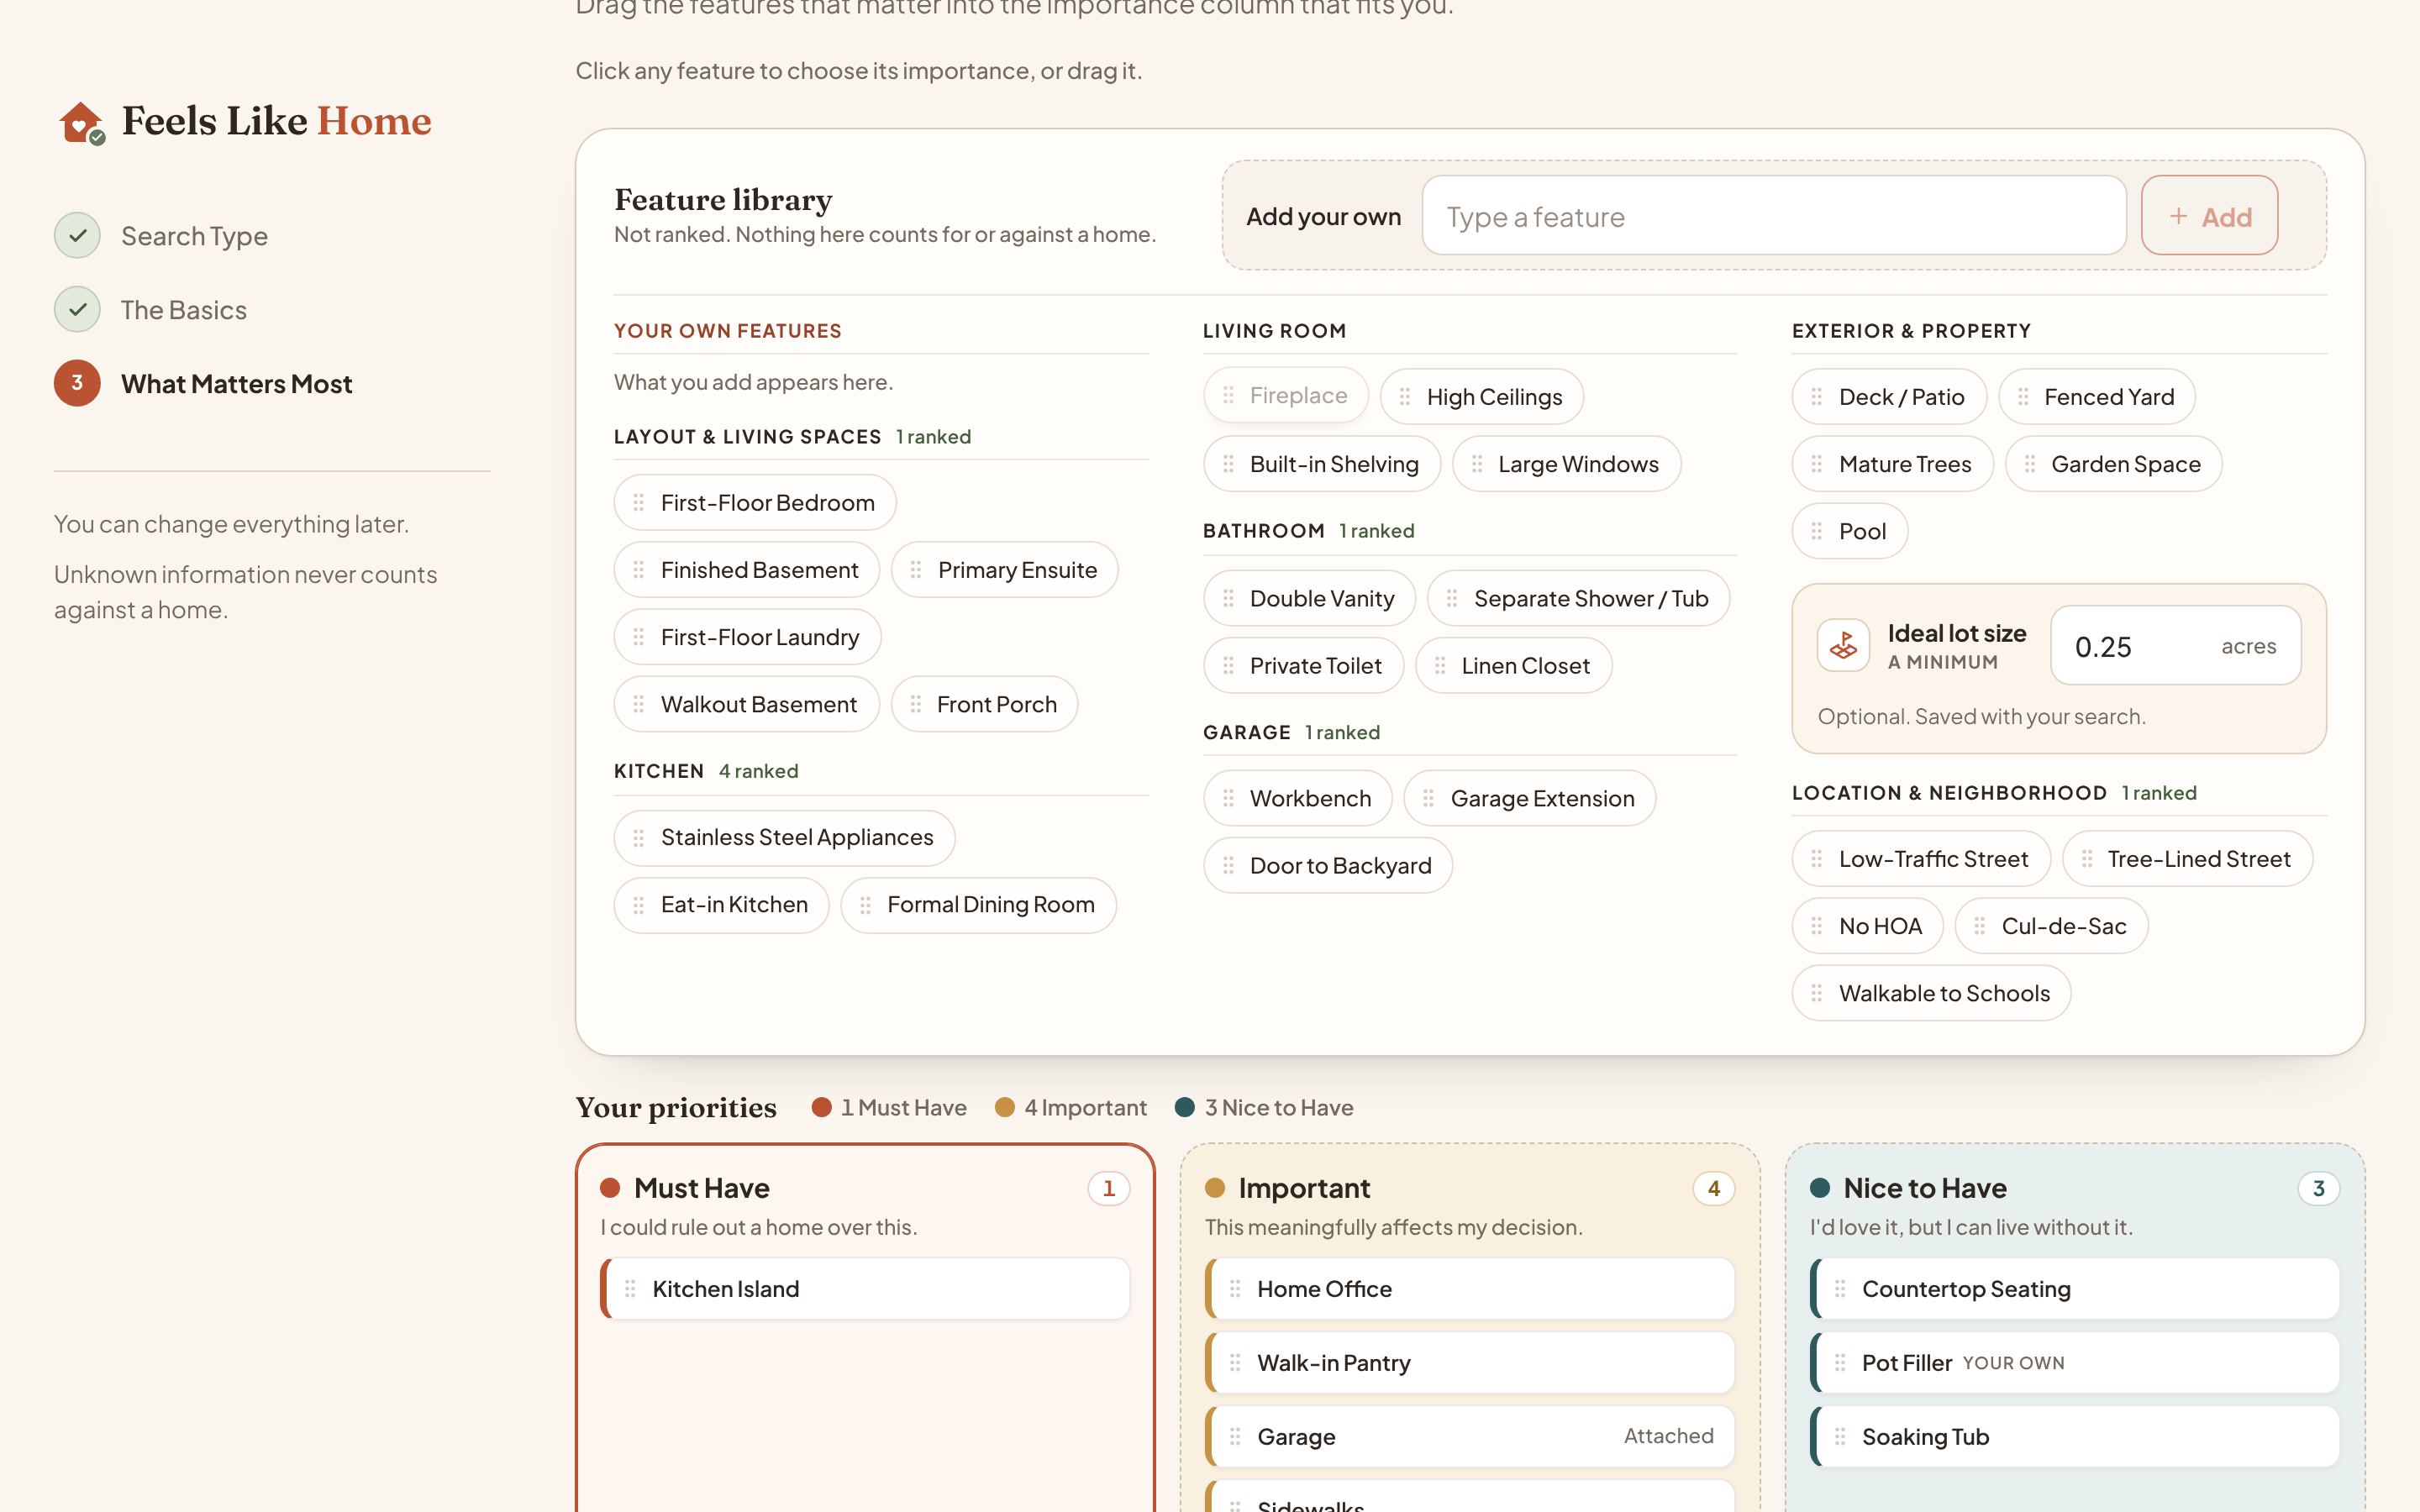 Drag the features that matter into the importance column that fits you.
Click any feature to choose its importance, or drag it.
Feels Like Home
Search Type
The Basics
3 What Matters Most
You can change everything later.
Unknown information never counts
against a home.
Feature library
Not ranked. Nothing here counts for or against a home.
Add your own
Type a feature
+ Add
YOUR OWN FEATURES
What you add appears here.
LAYOUT & LIVING SPACES 1 ranked
First-Floor Bedroom
Finished Basement
Primary Ensuite
First-Floor Laundry
Walkout Basement
Front Porch
KITCHEN 4 ranked
Stainless Steel Appliances
Eat-in Kitchen
Formal Dining Room
LIVING ROOM
Fireplace
High Ceilings
Built-in Shelving
Large Windows
BATHROOM 1 ranked
Double Vanity
Separate Shower / Tub
Private Toilet
Linen Closet
GARAGE 1 ranked
Workbench
Garage Extension
Door to Backyard
EXTERIOR & PROPERTY
Deck / Patio
Fenced Yard
Mature Trees
Garden Space
Pool
Ideal lot size
A MINIMUM
0.25 acres
Optional. Saved with your search.
LOCATION & NEIGHBORHOOD 1 ranked
Low-Traffic Street
Tree-Lined Street
No HOA
Cul-de-Sac
Walkable to Schools
Your priorities
1 Must Have
4 Important
3 Nice to Have
Must Have 1
I could rule out a home over this.
Kitchen Island
Important 4
This meaningfully affects my decision.
Home Office
Walk-in Pantry
Garage Attached
Sidewalks
Nice to Have 3
I'd love it, but I can live without it.
Countertop Seating
Pot Filler YOUR OWN
Soaking Tub